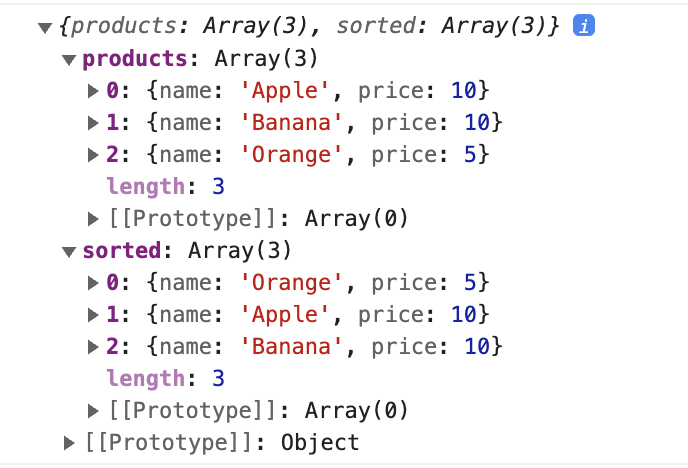 {products: Array(3), sorted: Array(3)} i
products: Array(3)
0: {name: 'Apple', price: 10}
1: {name: 'Banana', price: 10}
2: {name: 'Orange', price: 5}
length: 3
[[Prototype]]: Array(0)
sorted: Array(3)
0: {name: 'Orange', price: 5}
1: {name: 'Apple', price: 10}
2: {name: 'Banana', price: 10}
length: 3
[[Prototype]]: Array(0)
[[Prototype]]: Object